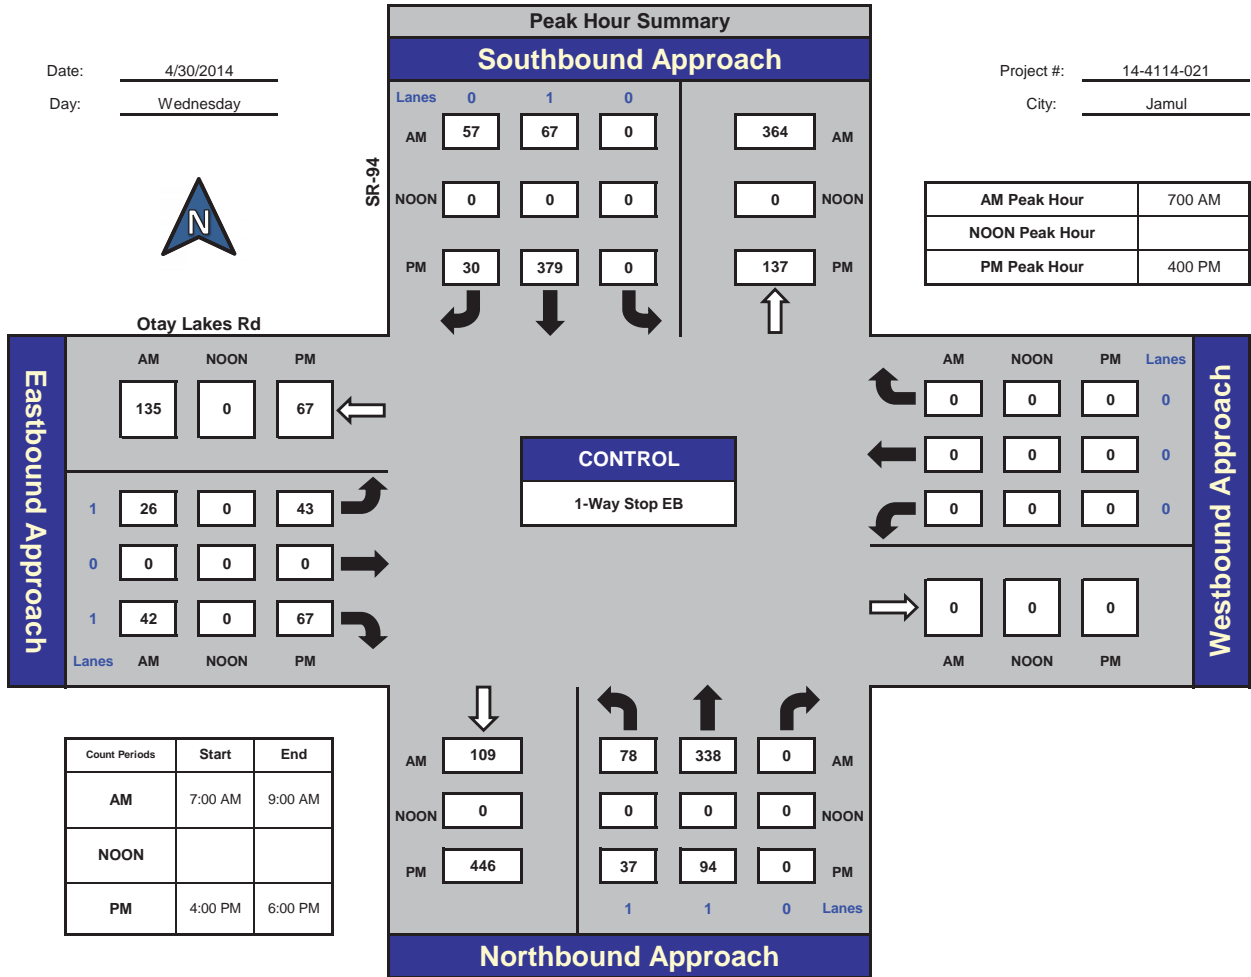 Peak Hour Summary
Southbound Approach
Date: 4/30/2014
Day: Wednesday
Project #: 14-4114-021
City: Jamul
N
SR-94
Lanes 0 1 0
AM 57 67 0 364 AM
NOON 0 0 0 0 NOON
PM 30 379 0 137 PM
AM Peak Hour 700 AM
NOON Peak Hour
PM Peak Hour 400 PM
Otay Lakes Rd
Eastbound Approach
AM NOON PM
135 0 67
1 26 0 43
0 0 0 0
1 42 0 67
Lanes AM NOON PM
CONTROL
1-Way Stop EB
AM NOON PM Lanes
0 0 0 0
0 0 0 0
0 0 0 0
0 0 0
AM NOON PM
Westbound Approach
Count Periods Start End
AM 7:00 AM 9:00 AM
NOON
PM 4:00 PM 6:00 PM
AM 109 78 338 0 AM
NOON 0 0 0 0 NOON
PM 446 37 94 0 PM
1 1 0 Lanes
Northbound Approach